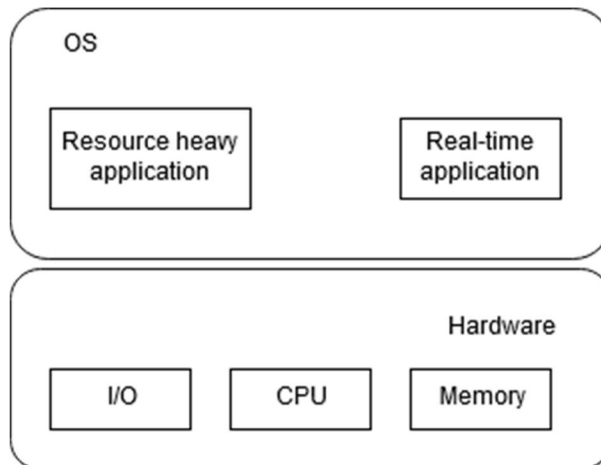 OS
Resource heavy
application
Real-time
application
Hardware
I/O
CPU
Memory